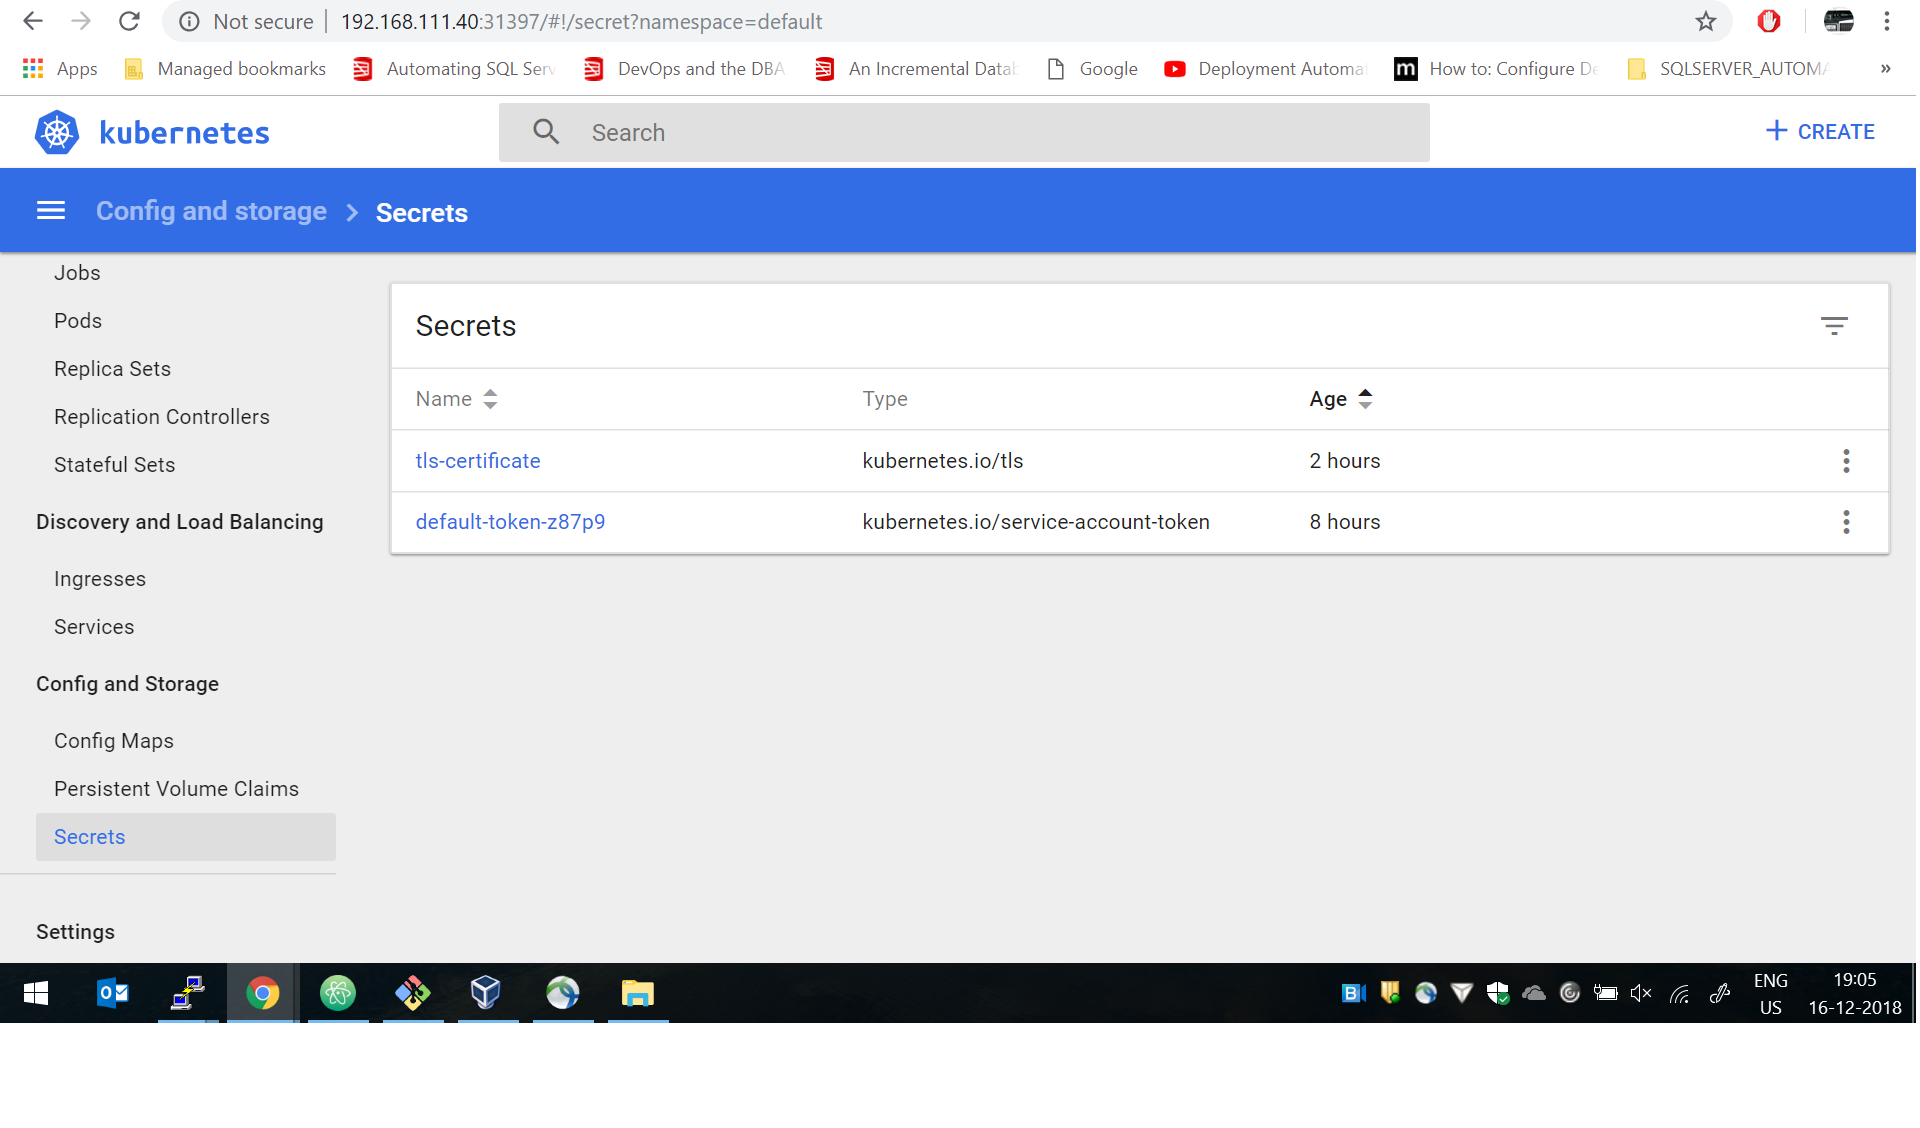 Not secure | 192.168.111.40:31397/#!/secret?namespace=default
Apps Managed bookmarks Automating SQL Serv DevOps and the DBA An Incremental Datab Google Deployment Automat How to: Configure De SQLSERVER_AUTOMA »
kubernetes Search + CREATE
Config and storage > Secrets
Jobs
Pods
Replica Sets
Replication Controllers
Stateful Sets
Discovery and Load Balancing
Ingresses
Services
Config and Storage
Config Maps
Persistent Volume Claims
Secrets
Settings
Secrets
Name Type Age
tls-certificate kubernetes.io/tls 2 hours
default-token-z87p9 kubernetes.io/service-account-token 8 hours
ENG 19:05
US 16-12-2018